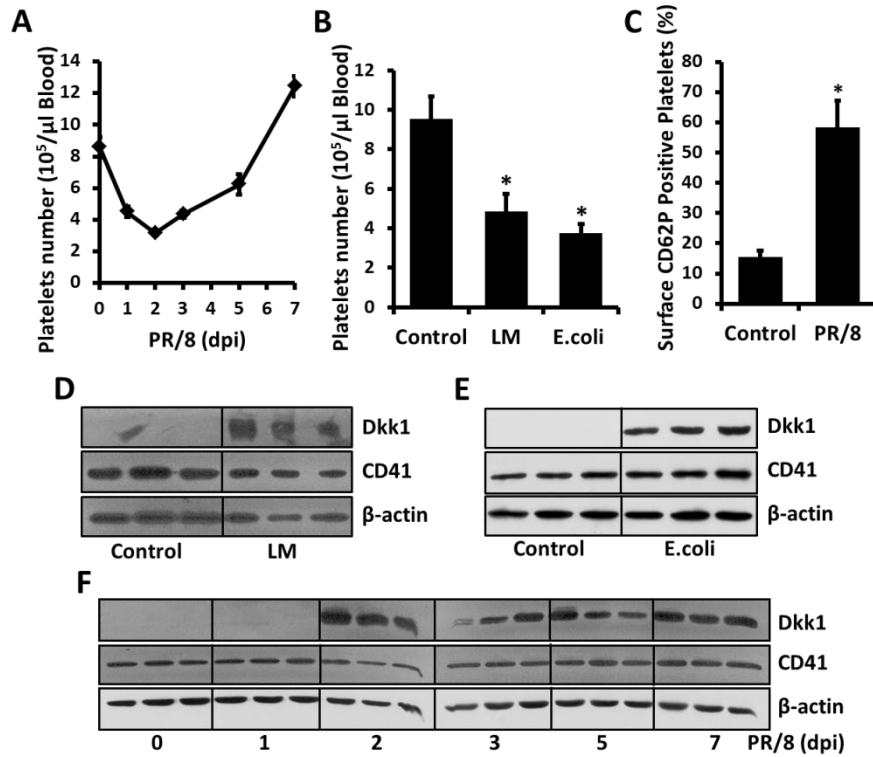 A
Platelets number (10⁵/µl Blood)
14
12
10
8
6
4
2
0
0 1 2 3 5 7
PR/8 (dpi)
B
Platelets number (10⁵/µl Blood)
12
10
8
6
4
2
0
* *
Control LM E.coli
C
Surface CD62P Positive Platelets (%)
80
70
60
50
40
30
20
10
0
*
Control PR/8
D
Dkk1
CD41
β-actin
Control LM
E
Dkk1
CD41
β-actin
Control E.coli
F
Dkk1
CD41
β-actin
0 1 2 3 5 7 PR/8 (dpi)